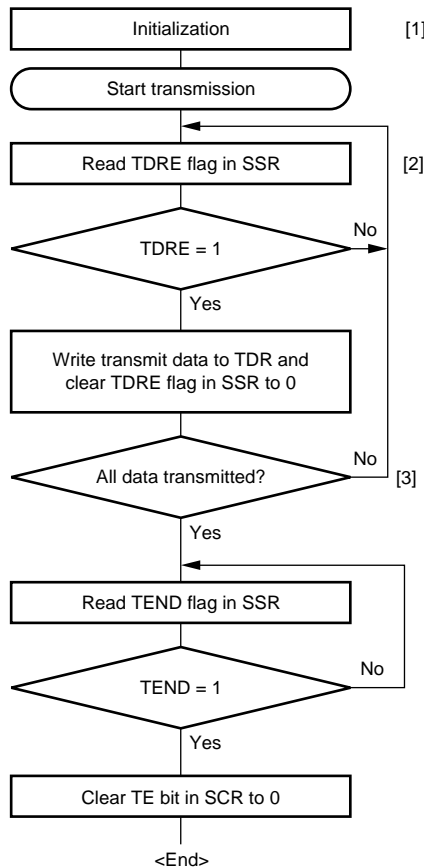 Initialization [1]
Start transmission
Read TDRE flag in SSR [2]
TDRE = 1
No
Yes
Write transmit data to TDR and
clear TDRE flag in SSR to 0
All data transmitted?
No
[3]
Yes
Read TEND flag in SSR
TEND = 1
No
Yes
Clear TE bit in SCR to 0
<End>